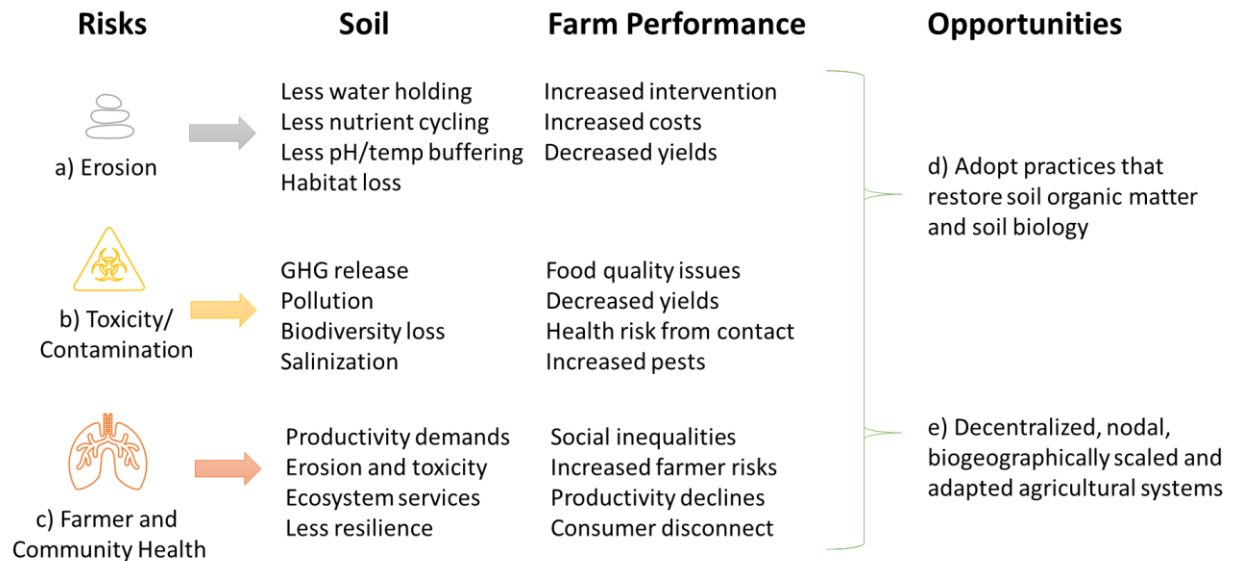 Risks
Soil
Farm Performance
Opportunities
a) Erosion
Less water holding
Less nutrient cycling
Less pH/temp buffering
Habitat loss
Increased intervention
Increased costs
Decreased yields
b) Toxicity/
Contamination
GHG release
Pollution
Biodiversity loss
Salinization
Food quality issues
Decreased yields
Health risk from contact
Increased pests
c) Farmer and
Community Health
Productivity demands
Erosion and toxicity
Ecosystem services
Less resilience
Social inequalities
Increased farmer risks
Productivity declines
Consumer disconnect
d) Adopt practices that
restore soil organic matter
and soil biology
e) Decentralized, nodal,
biogeographically scaled and
adapted agricultural systems